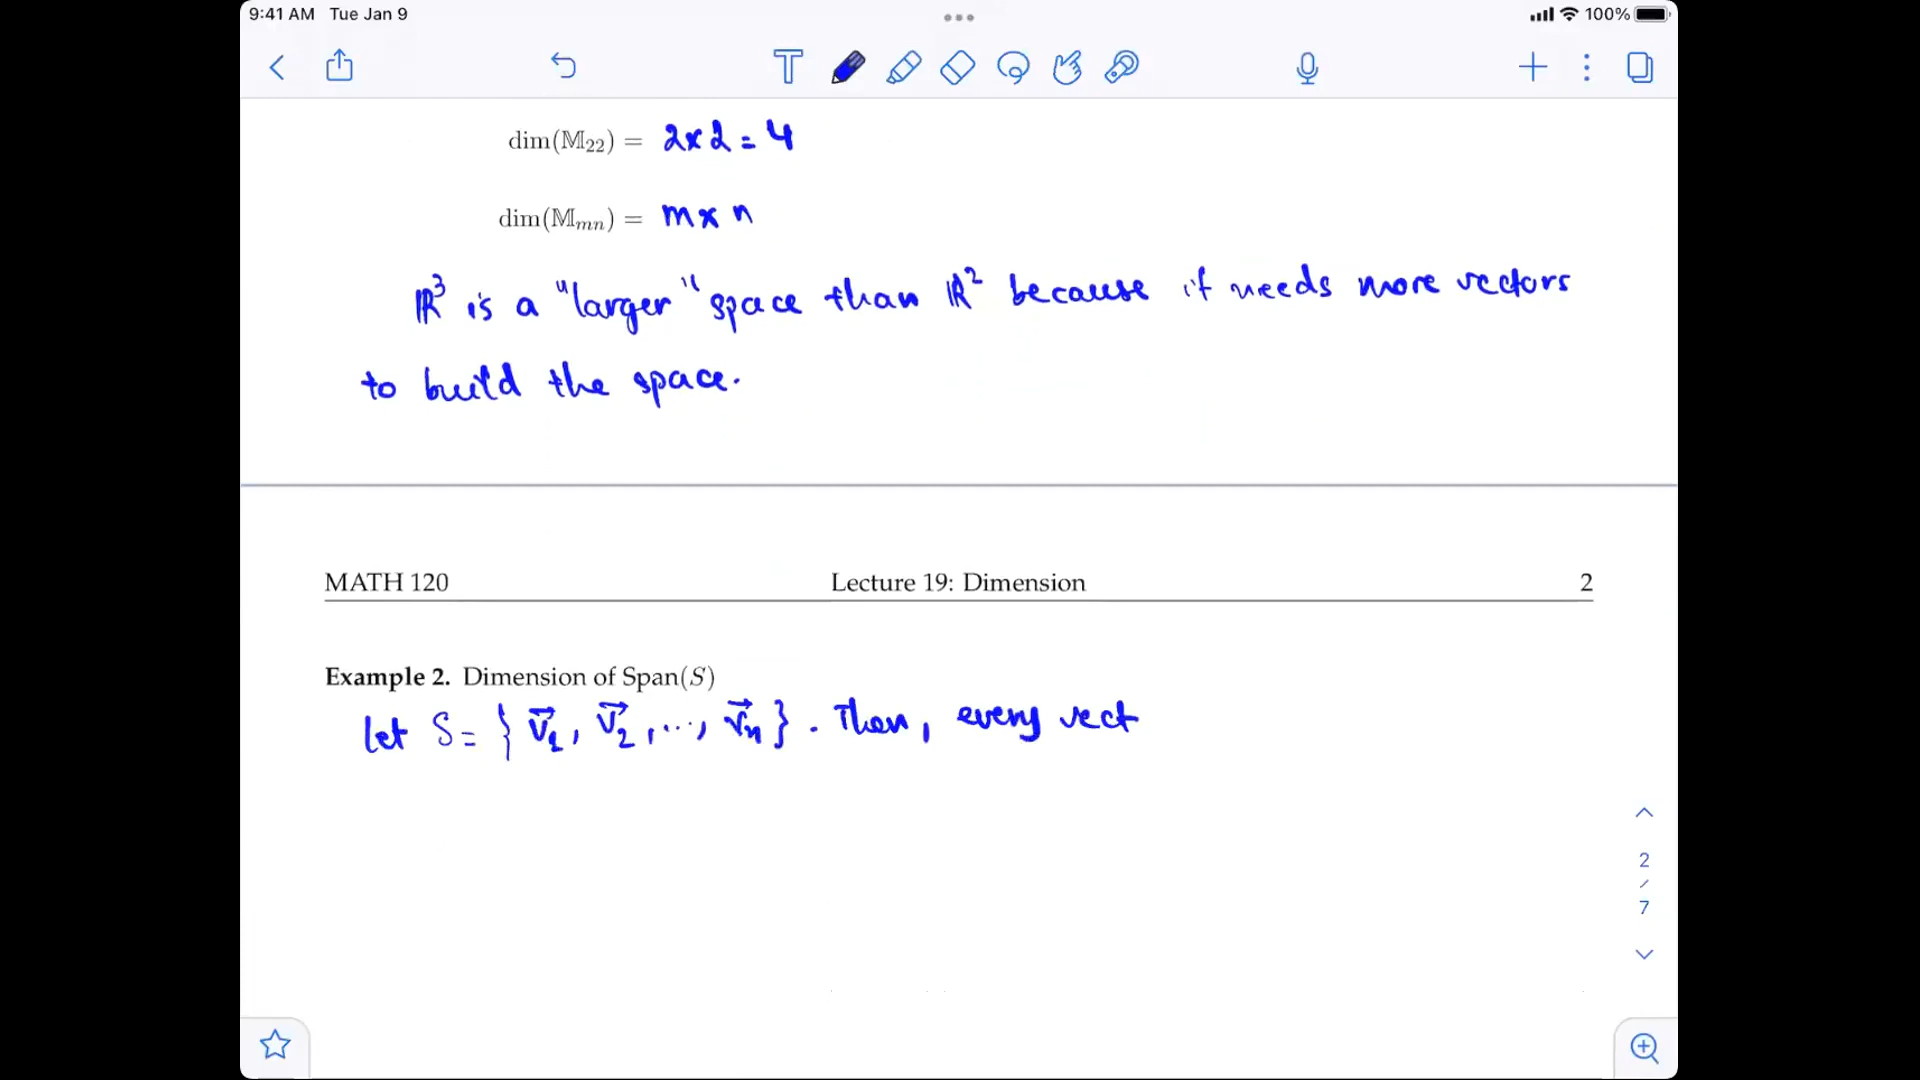 9:41 AM Tue Jan 9
100%
dim(𝕄₂₂) = 2x2 = 4
dim(𝕄ₘₙ) = m x n
ℝ³ is a "larger" space than ℝ² because it needs more vectors
to build the space.
MATH 120 Lecture 19: Dimension 2
Example 2. Dimension of Span(S)
let S = { v⃗₁, v⃗₂, ..., v⃗ₙ } . Then, every vect
2
/
7